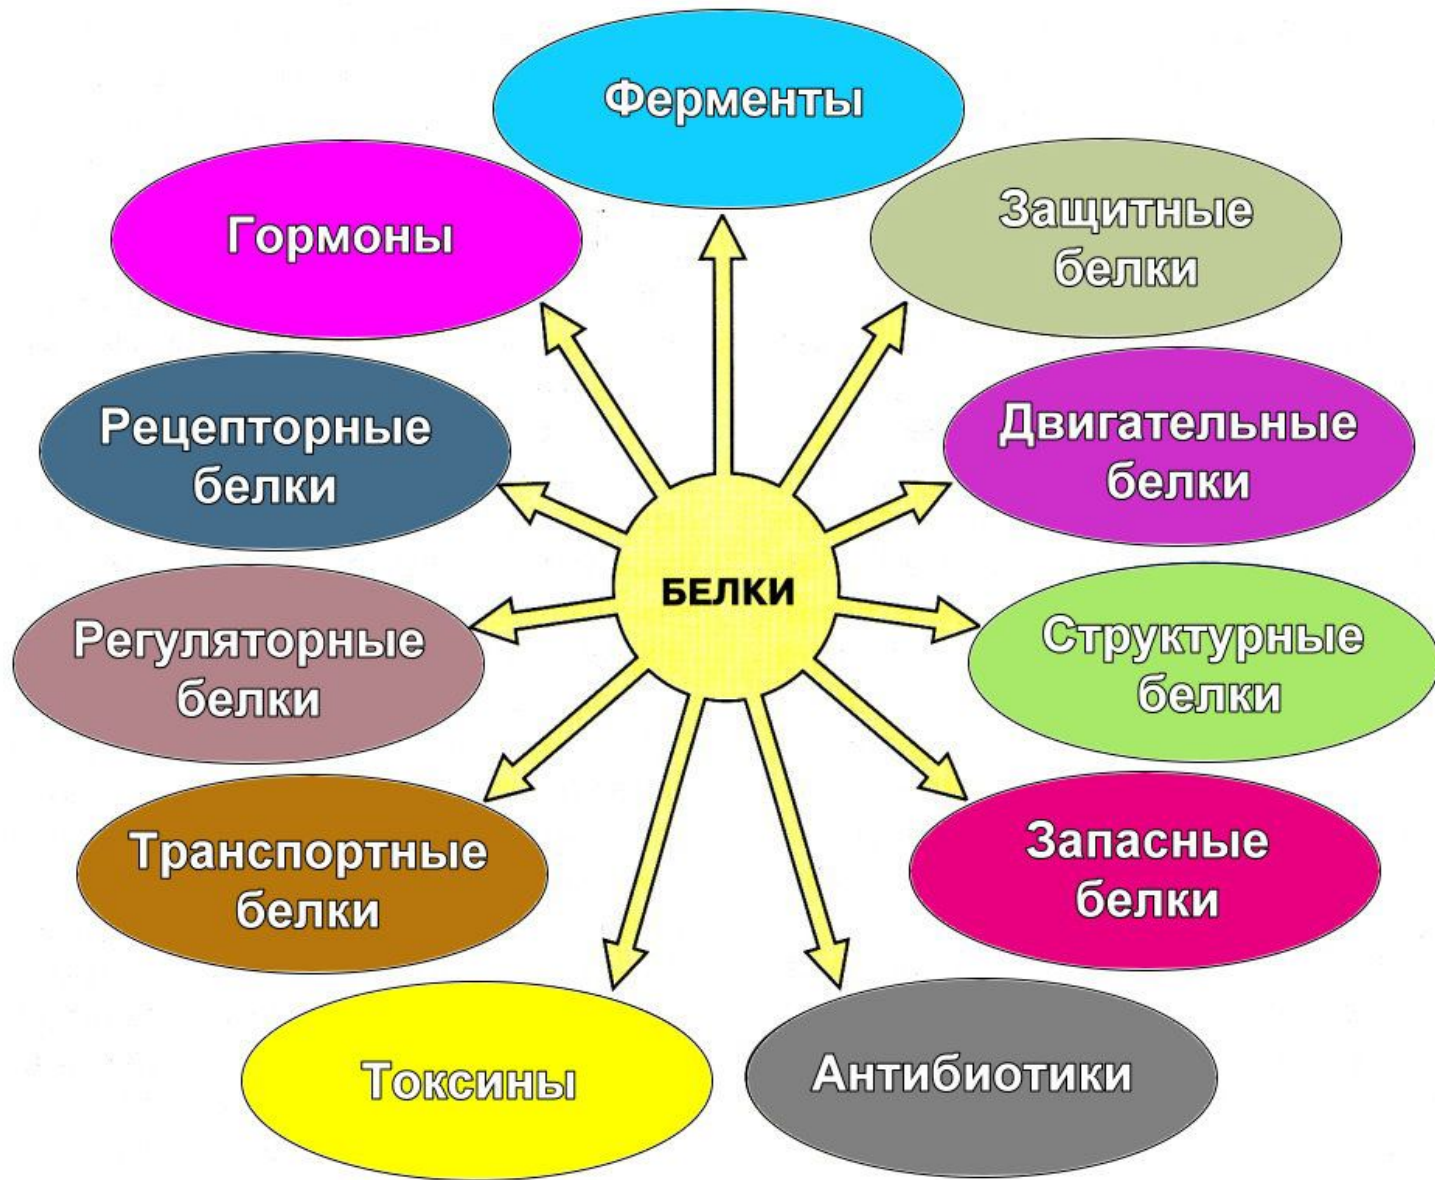 Ферменты
Гормоны
Защитные
белки
Рецепторные
белки
Двигательные
белки
БЕЛКИ
Регуляторные
белки
Структурные
белки
Транспортные
белки
Запасные
белки
Токсины
Антибиотики